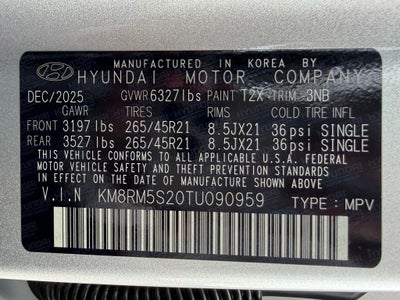 MANUFACTURED IN KOREA BY
HYUNDAI MOTOR COMPANY
DEC/2025 GVWR 6327lbs PAINT T2X TRIM 3NB
GAWR TIRES RIMS COLD TIRE INFL
FRONT 3197lbs 265/45R21 8.5JX21 36psi SINGLE
REAR 3527lbs 265/45R21 8.5JX21 36psi SINGLE
THIS VEHICLE CONFORMS TO ALL APPLICABLE U.S.A. FEDERAL
MOTOR VEHICLE SAFETY, BUMPER, AND THEFT PREVENTION
STANDARDS IN EFFECT ON THE DATE OF MANUFACTURE SHOWN ABOVE.
V.I.N KM8RM5S20TU090959 TYPE : MPV